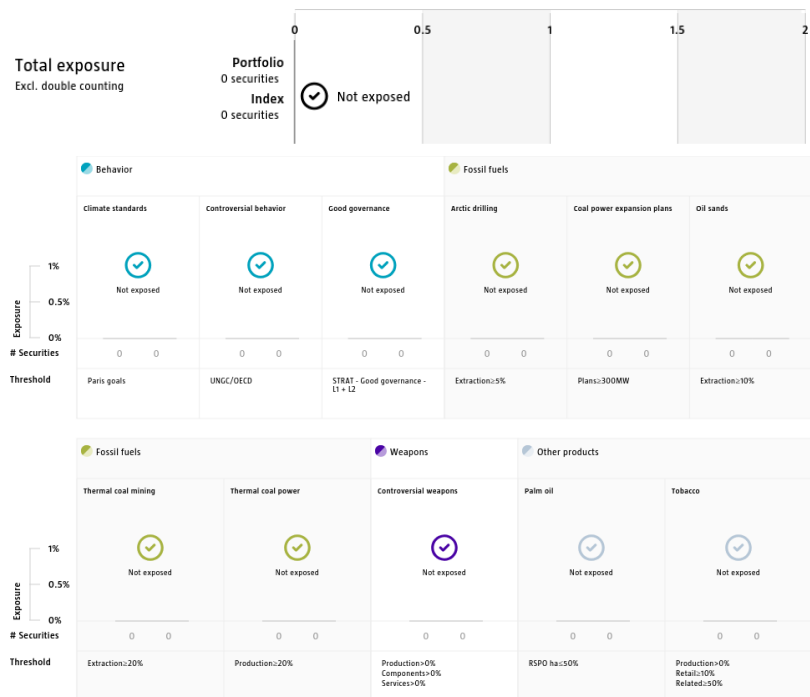 0 0.5 1 1.5 2
Total exposure
Excl. double counting
Portfolio
0 securities
Index
0 securities
Not exposed
Behavior
Fossil fuels
Climate standards Controversial behavior Good governance Arctic drilling Coal power expansion plans Oil sands
Exposure
1%
0.5%
0%
Not exposed Not exposed Not exposed Not exposed Not exposed Not exposed
# Securities 0 0 0 0 0 0 0 0 0 0 0 0
Threshold Paris goals UNGC/OECD STRAT - Good governance - Extraction≥5% Plans≥300MW Extraction≥10%
L1 + L2
Fossil fuels Weapons Other products
Thermal coal mining Thermal coal power Controversial weapons Palm oil Tobacco
Exposure
1%
0.5%
0%
Not exposed Not exposed Not exposed Not exposed Not exposed
# Securities 0 0 0 0 0 0 0 0 0 0
Threshold Extraction≥20% Production≥20% Production>0% RSPO ha≤50% Production>0%
Components>0% Retail≥10%
Services>0% Related≥50%